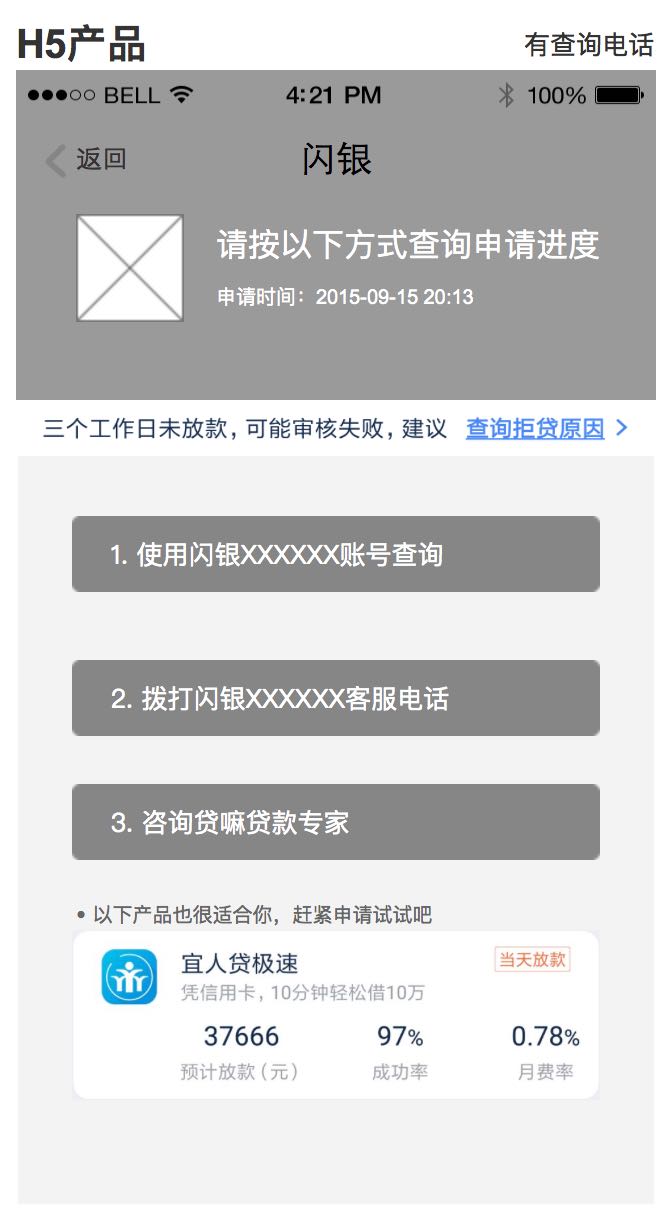 H5产品
有查询电话
BELL 4:21 PM 100%
返回 闪银
请按以下方式查询申请进度
申请时间：2015-09-15 20:13
三个工作日未放款，可能审核失败，建议 查询拒贷原因 >
1. 使用闪银XXXXXX账号查询
2. 拨打闪银XXXXXX客服电话
3. 咨询贷嘛贷款专家
• 以下产品也很适合你，赶紧申请试试吧
宜人贷极速 当天放款
凭信用卡，10分钟轻松借10万
37666 97% 0.78%
预计放款（元） 成功率 月费率